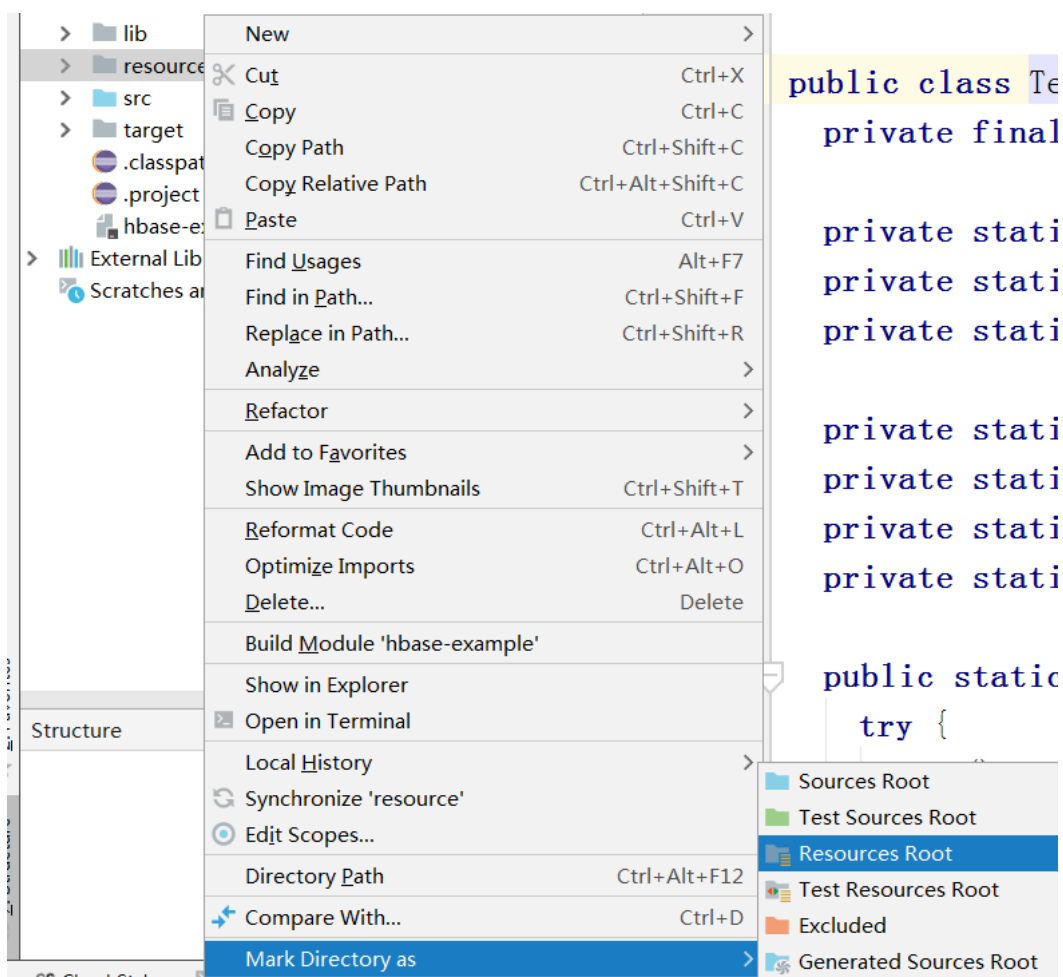 lib
resource
src
target
.classpat
.project
hbase-e
External Lib
Scratches a
Structure
New
Cut Ctrl+X
Copy Ctrl+C
Copy Path Ctrl+Shift+C
Copy Relative Path Ctrl+Alt+Shift+C
Paste Ctrl+V
Find Usages Alt+F7
Find in Path... Ctrl+Shift+F
Replace in Path... Ctrl+Shift+R
Analyze
Refactor
Add to Favorites
Show Image Thumbnails Ctrl+Shift+T
Reformat Code Ctrl+Alt+L
Optimize Imports Ctrl+Alt+O
Delete... Delete
Build Module 'hbase-example'
Show in Explorer
Open in Terminal
Local History
Synchronize 'resource'
Edit Scopes...
Directory Path Ctrl+Alt+F12
Compare With... Ctrl+D
Mark Directory as
Sources Root
Test Sources Root
Resources Root
Test Resources Root
Excluded
Generated Sources Root
public class Te
private final
private stati
private stati
private stati
private stati
private stati
private stati
private stati
public static
try {